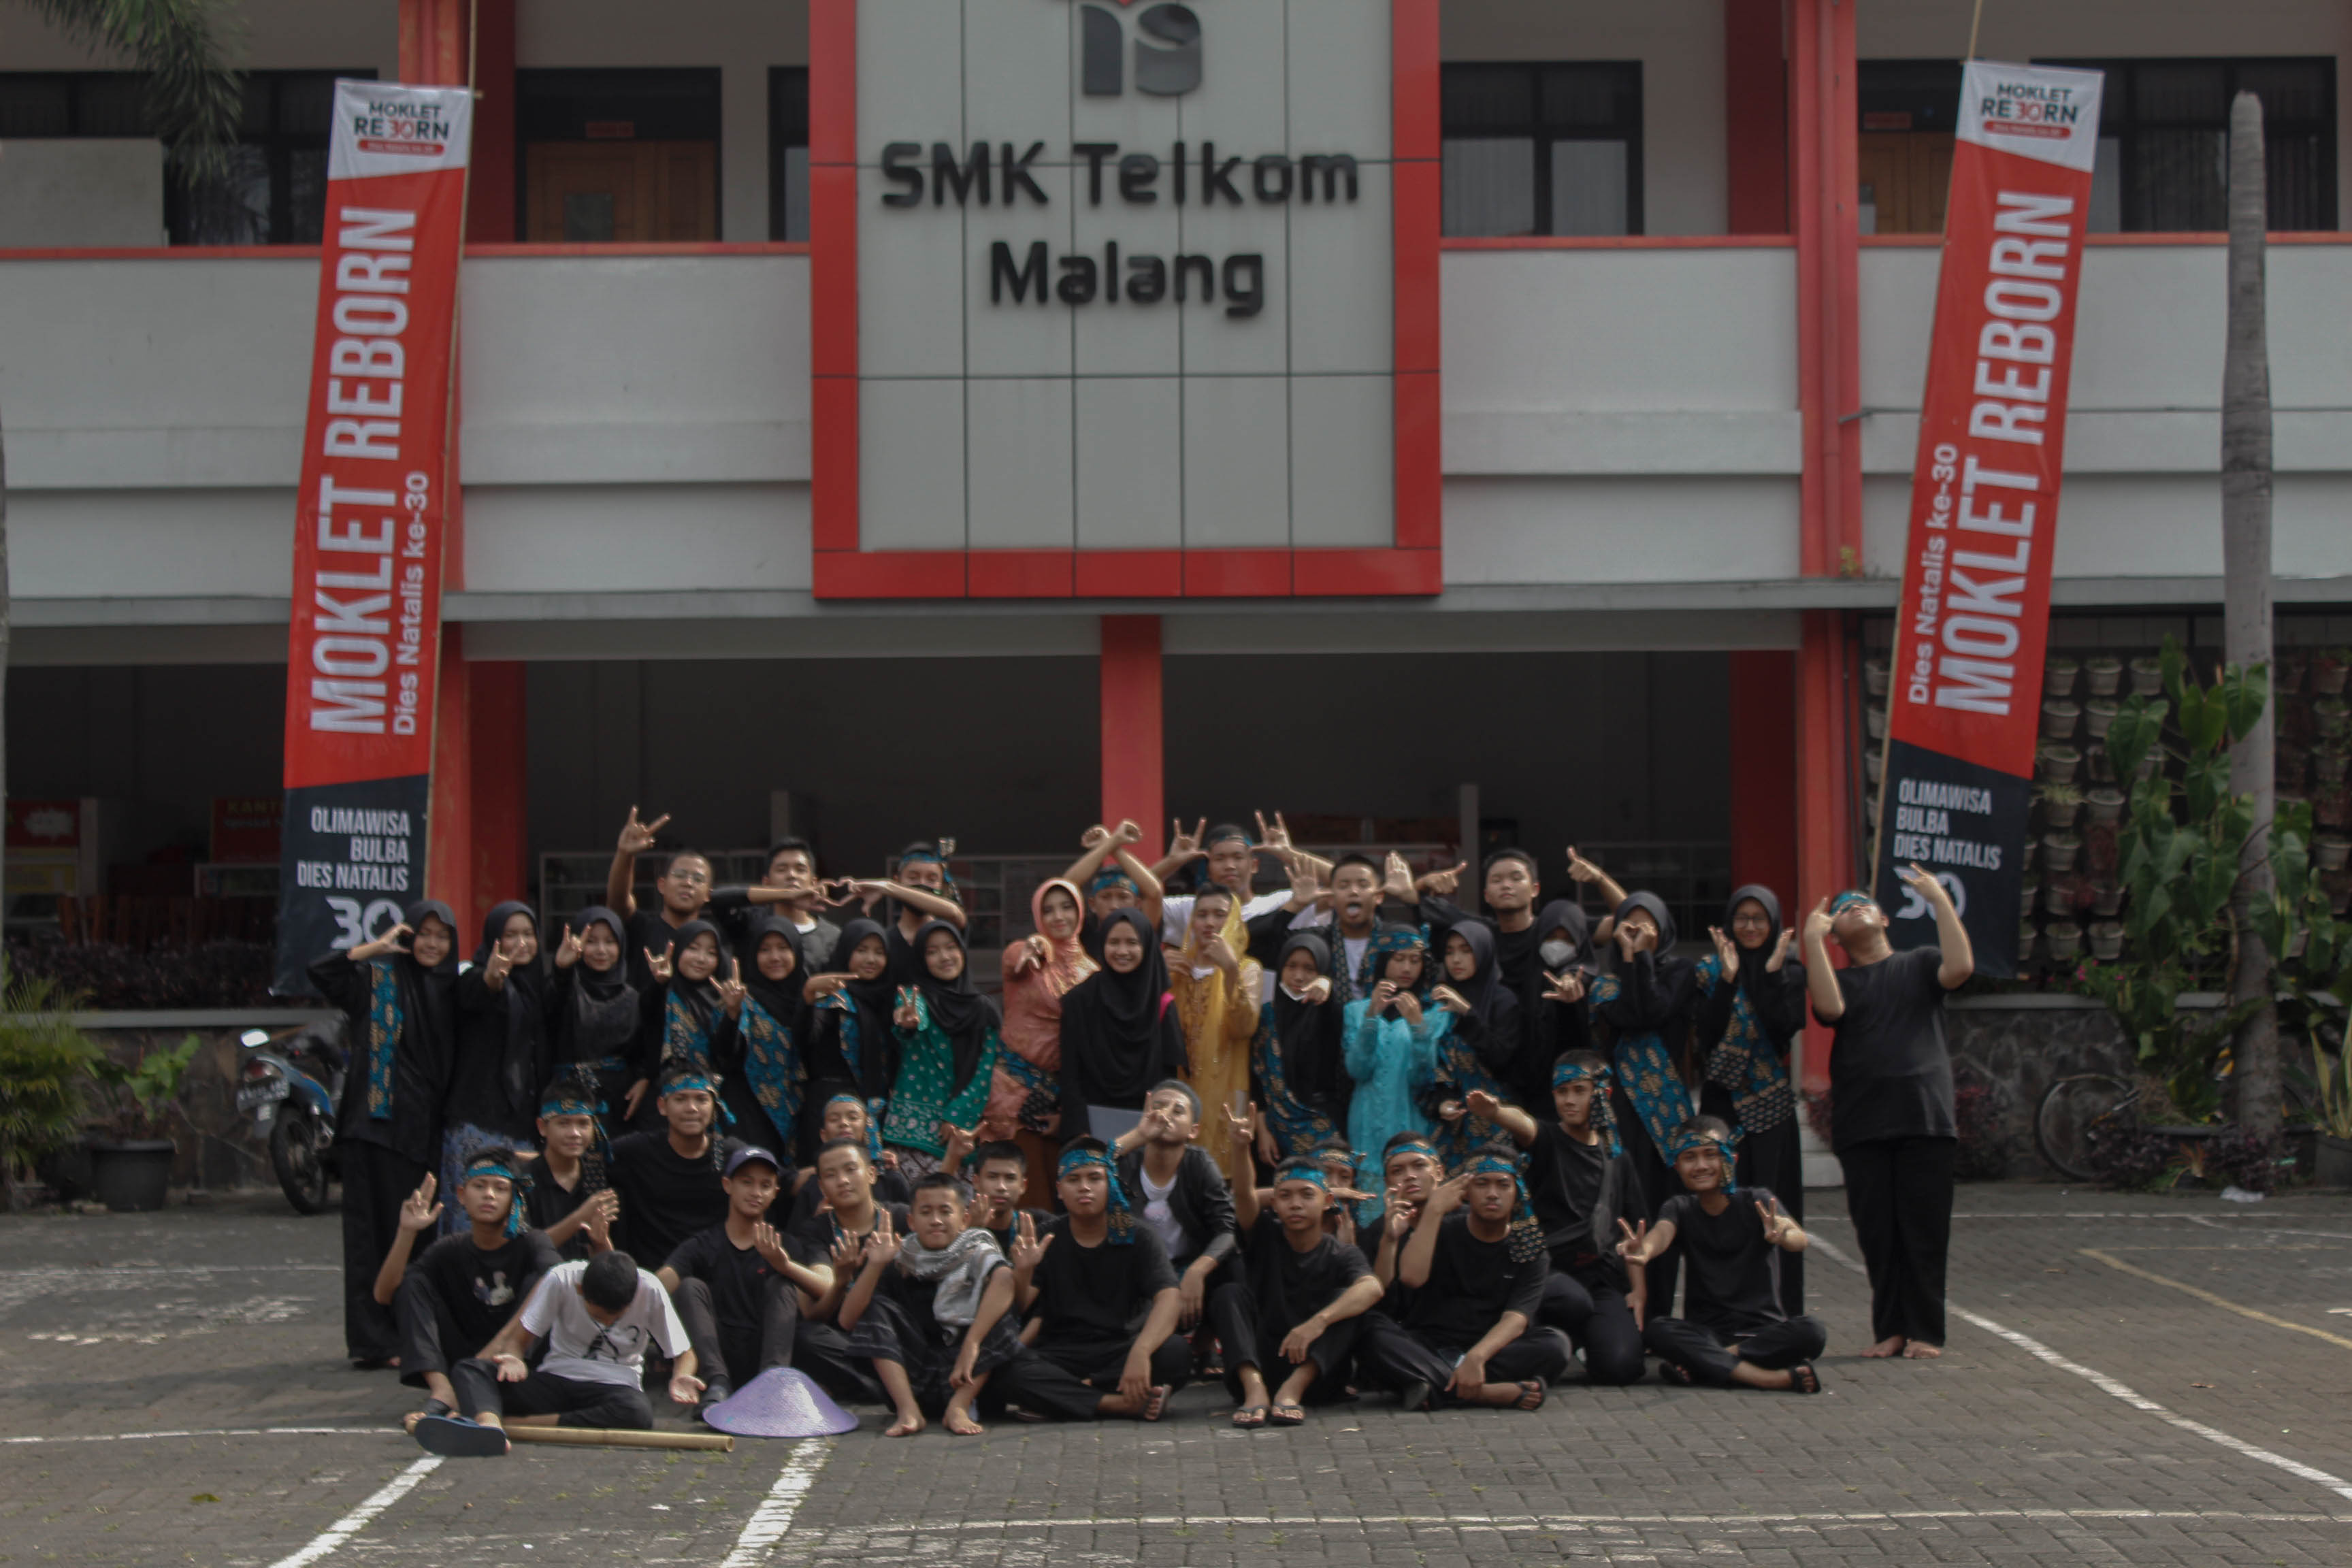 SMK Telkom
Malang
MOKLET
RE30RN
MOKLET REBORN
Dies Natalis ke-30
OLIMAWISA
BULBA
DIES NATALIS
30
MOKLET
RE30RN
Dies Natalis ke-30
MOKLET REBORN
OLIMAWISA
BULBA
DIES NATALIS
30